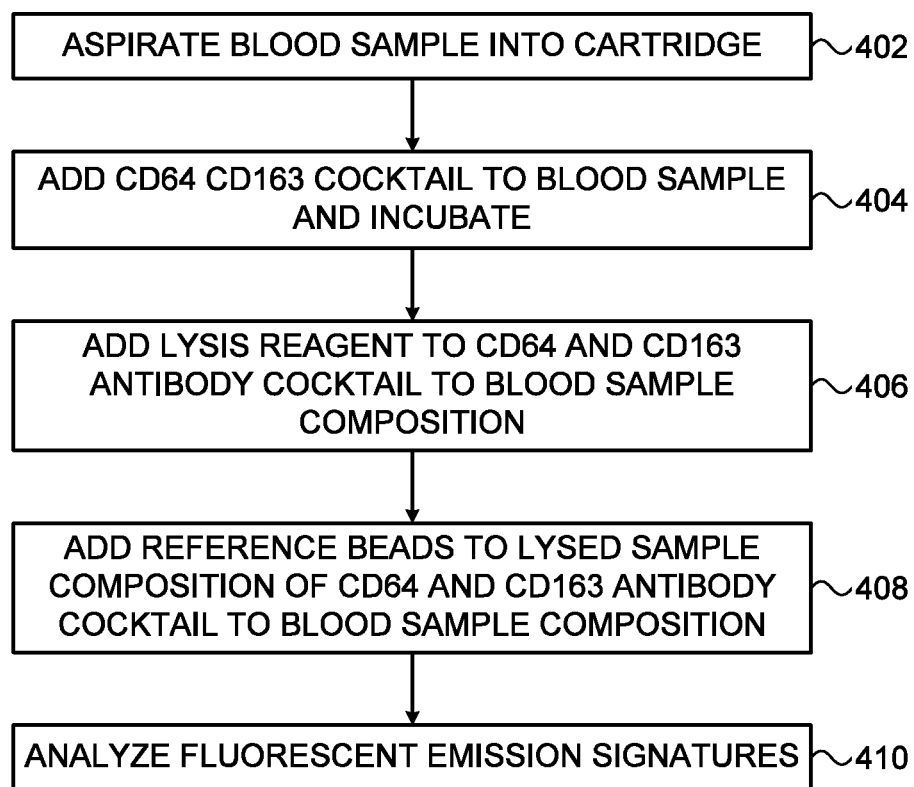 ASPIRATE BLOOD SAMPLE INTO CARTRIDGE
402
ADD CD64 CD163 COCKTAIL TO BLOOD SAMPLE
AND INCUBATE
404
ADD LYSIS REAGENT TO CD64 AND CD163
ANTIBODY COCKTAIL TO BLOOD SAMPLE
COMPOSITION
406
ADD REFERENCE BEADS TO LYSED SAMPLE
COMPOSITION OF CD64 AND CD163 ANTIBODY
COCKTAIL TO BLOOD SAMPLE COMPOSITION
408
ANALYZE FLUORESCENT EMISSION SIGNATURES
410